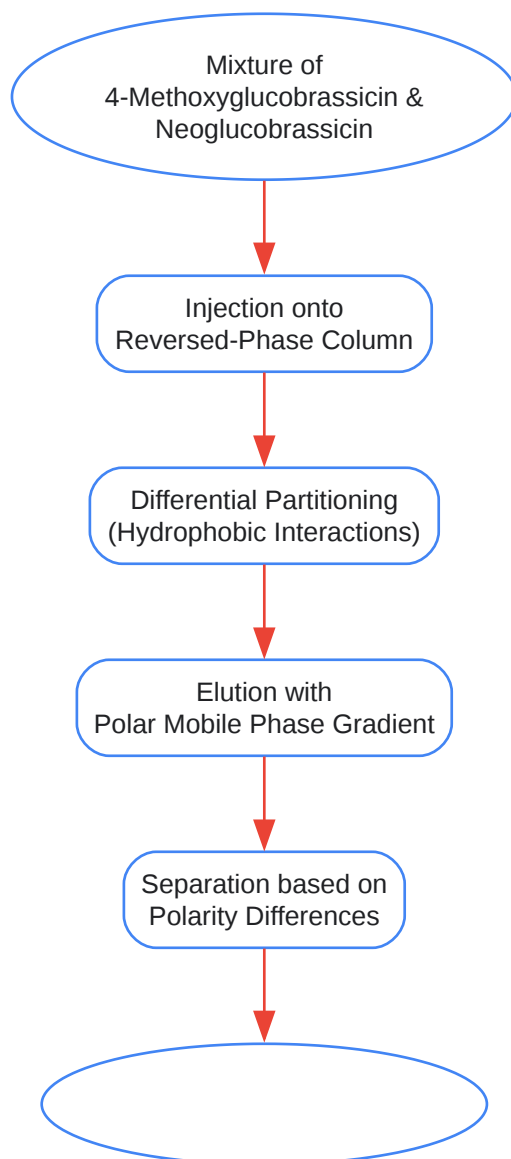 Mixture of
4-Methoxyglucobrassicin &
Neoglucobrassicin
Injection onto
Reversed-Phase Column
Differential Partitioning
(Hydrophobic Interactions)
Elution with
Polar Mobile Phase Gradient
Separation based on
Polarity Differences